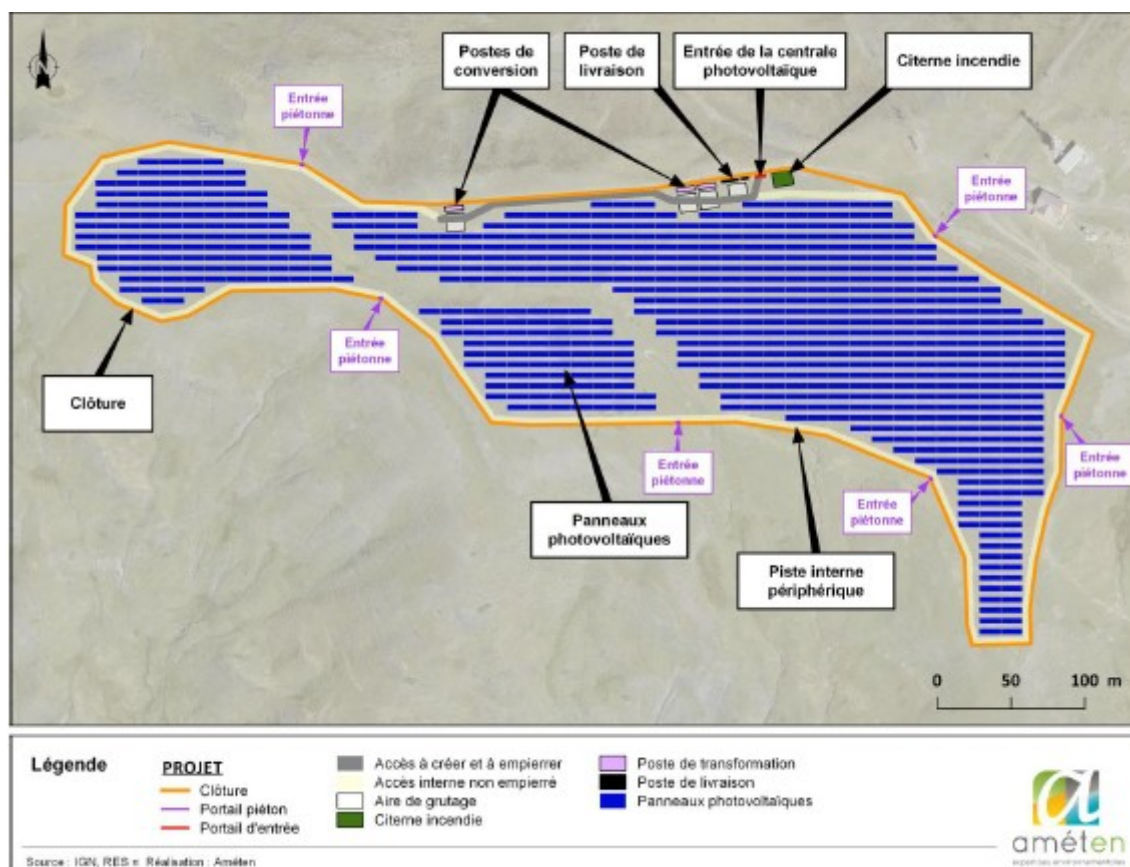 Postes de
conversion
Poste de
livraison
Entrée de la centrale
photovoltaïque
Citerne incendie
Entrée
piétonne
Entrée
piétonne
Entrée
piétonne
Clôture
Entrée
piétonne
Entrée
piétonne
Entrée
piétonne
Panneaux
photovoltaïques
Piste interne
périphérique
0 50 100 m
Légende
PROJET
Clôture
Portail piéton
Portail d'entrée
Accès à créer et à empierrer
Accès interne non empierré
Aire de grutage
Citerne incendie
Poste de transformation
Poste de livraison
Panneaux photovoltaïques
améten
expertises environnementales
Source : IGN, RES Réalisation : Améten